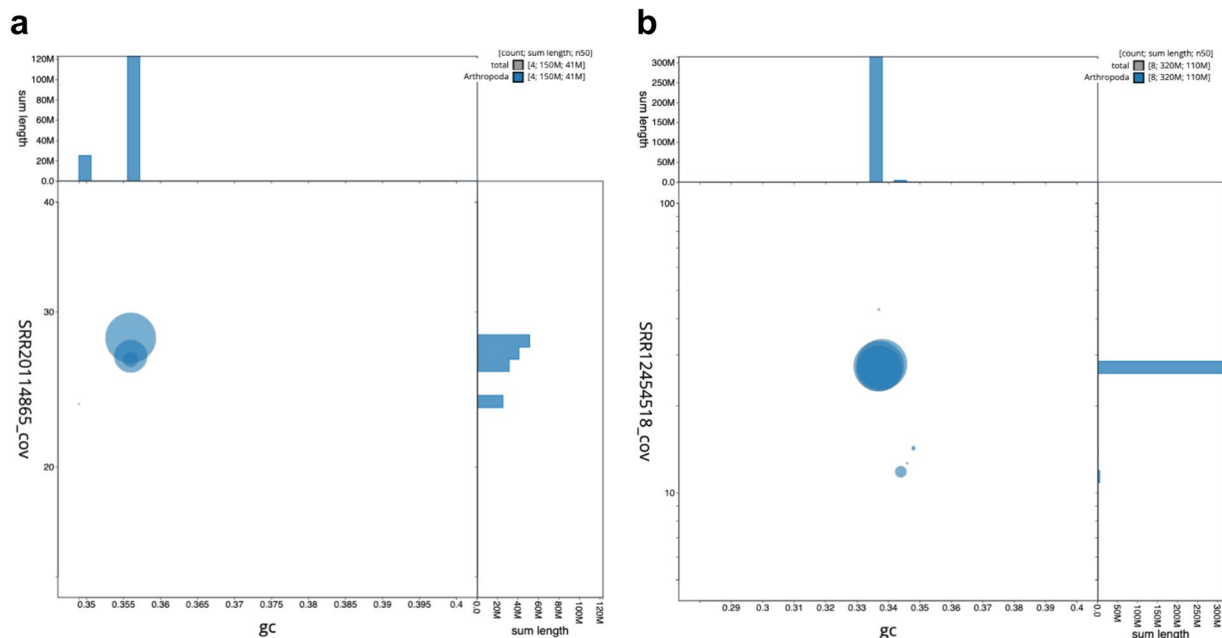 a
[count; sum length; n50]
total [4; 150M; 41M]
Arthropoda [4; 150M; 41M]
120M
100M
80M
60M
40M
20M
0.0
sum length
40
30
20
SRR20114865_cov
0.35 0.355 0.36 0.365 0.37 0.375 0.38 0.385 0.39 0.395 0.4
gc
0.0 20M 40M 60M 80M 100M 120M
sum length
b
[count; sum length; n50]
total [8; 320M; 110M]
Arthropoda [8; 320M; 110M]
300M
250M
200M
150M
100M
50M
0.0
sum length
100
30
20
10
SRR12454518_cov
0.29 0.3 0.31 0.32 0.33 0.34 0.35 0.36 0.37 0.38 0.39 0.4
gc
0.0 50M 100M 150M 200M 250M 300M
sum length